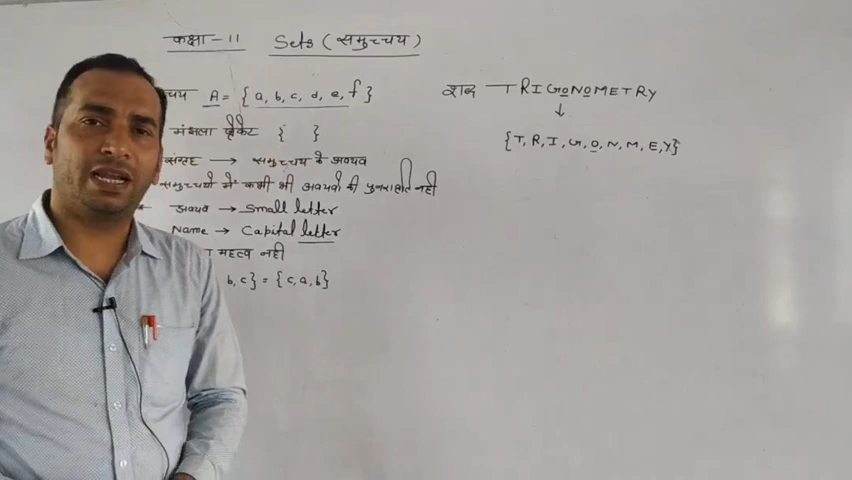 कक्षा - 11 Sets (समुच्चय)
A = { a, b, c, d, e, f }
मंझला ब्रैकेट { }
→ समुच्चय के अवयव
समुच्चयों में कभी भी अवयवों की पुनरावृत्ति नही
अवयव → Small letter
Name → Capital letter
महत्व नही
b, c} = {c, a, b}
शब्द - TRIGONOMETRY
↓
{T, R, I, G, O, N, M, E, Y}